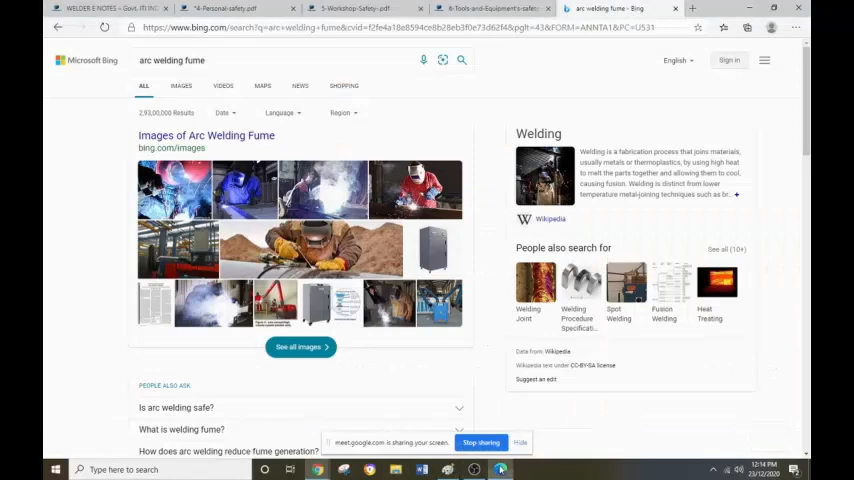 WELDER E-NOTES – Govt. ITI INC
"4-Personal-safety.pdf
5-Workshop-Safety-.pdf
6-Tools-and-Equipment's-safety-
arc welding fume - Bing
https://www.bing.com/search?q=arc+welding+fume&cvid=f2fe4a18e8594ce8b28eb3f0e73d62f4&pglt=43&FORM=ANNTA1&PC=U531
Microsoft Bing
arc welding fume
English
Sign in
ALL
IMAGES
VIDEOS
MAPS
NEWS
SHOPPING
2,93,00,000 Results
Date
Language
Region
Images of Arc Welding Fume
bing.com/images
See all images
PEOPLE ALSO ASK
Is arc welding safe?
What is welding fume?
How does arc welding reduce fume generation?
Welding
Welding is a fabrication process that joins materials,
usually metals or thermoplastics, by using high heat
to melt the parts together and allowing them to cool,
causing fusion. Welding is distinct from lower
temperature metal-joining techniques such as br...
Wikipedia
People also search for
See all (10+)
Welding Joint
Welding Procedure Specificati...
Spot Welding
Fusion Welding
Heat Treating
Data from: Wikipedia
Wikipedia text under CC-BY-SA license
Suggest an edit
meet.google.com is sharing your screen.
Stop sharing
Hide
Type here to search
12:14 PM
23/12/2020